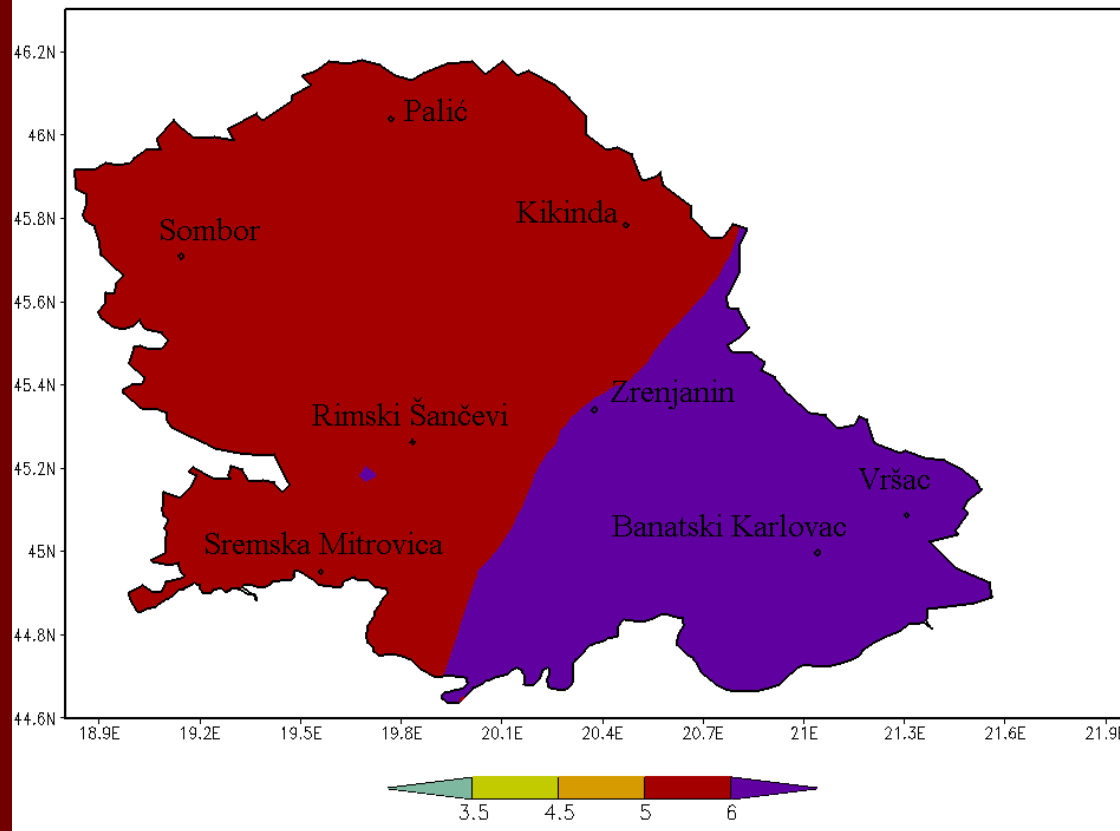 46.2N
Palić
46N
45.8N
Kikinda
Sombor
45.6N
45.4N
Zrenjanin
Rimski Šančevi
45.2N
Vršac
Banatski Karlovac
Sremska Mitrovica
45N
44.8N
44.6N
18.9E 19.2E 19.5E 19.8E 20.1E 20.4E 20.7E 21E 21.3E 21.6E 21.9E
3.5 4.5 5 6